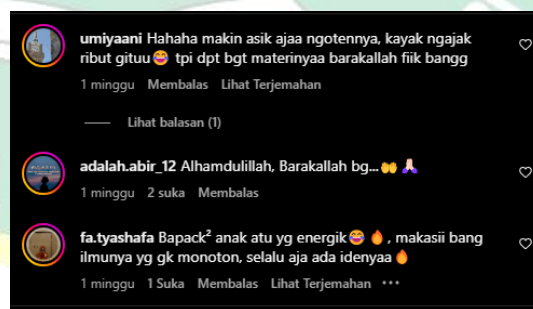 umiyaani Hahaha makin asik ajaa ngotennya, kayak ngajak
ribut gituu😂 tpi dpt bgt materinyaa barakallah fiik bangg
1 minggu Membalas Lihat Terjemahan
Lihat balasan (1)
adalah.abir_12 Alhamdulillah, Barakallah bg...👐🙏🏻
1 minggu 2 suka Membalas
fa.tyashafa Bapack² anak atu yg energik😂🔥, makasii bang
ilmunya yg gk monoton, selalu aja ada idenyaa🔥
1 minggu 1 Suka Membalas Lihat Terjemahan •••